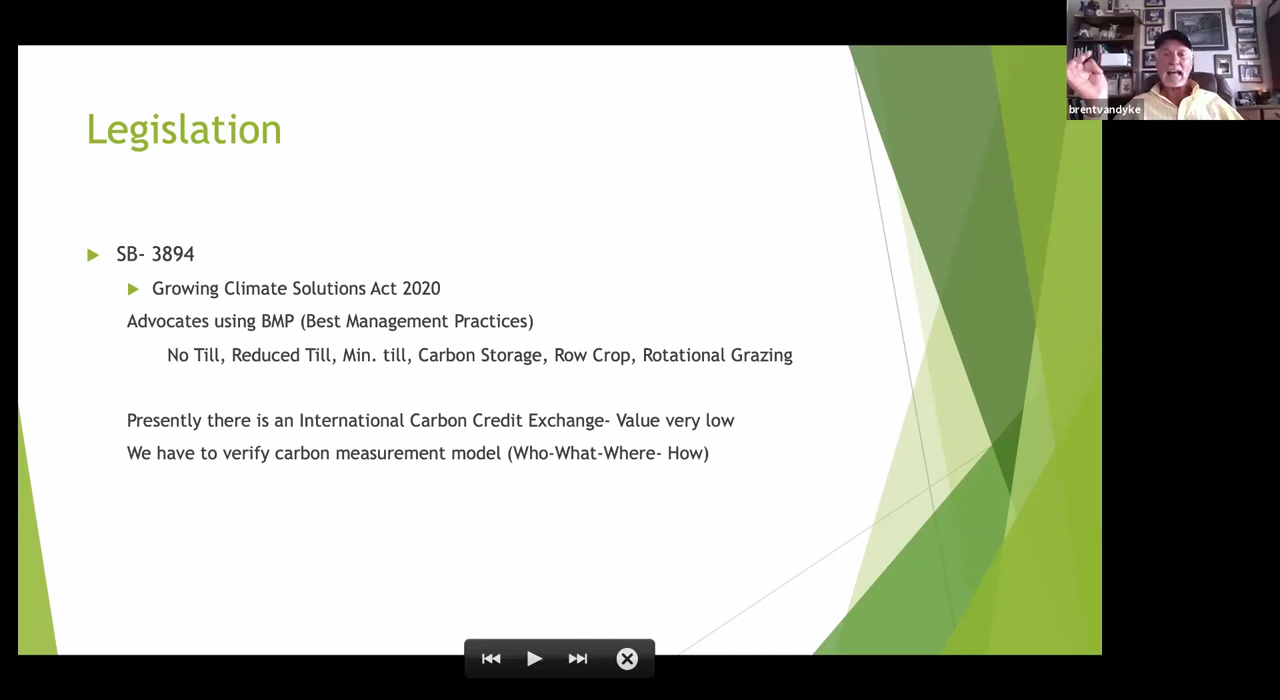 brentvandyke
Legislation
SB- 3894
Growing Climate Solutions Act 2020
Advocates using BMP (Best Management Practices)
No Till, Reduced Till, Min. till, Carbon Storage, Row Crop, Rotational Grazing
Presently there is an International Carbon Credit Exchange- Value very low
We have to verify carbon measurement model (Who-What-Where- How)